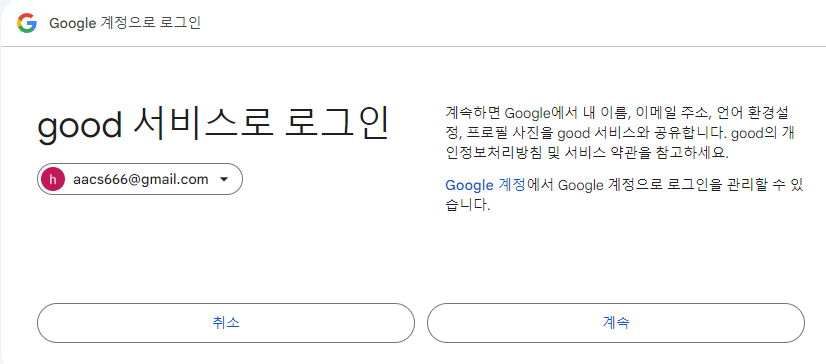 Google 계정으로 로그인
good 서비스로 로그인
h aacs666@gmail.com
계속하면 Google에서 내 이름, 이메일 주소, 언어 환경설
정, 프로필 사진을 good 서비스와 공유합니다. good의 개
인정보처리방침 및 서비스 약관을 참고하세요.
Google 계정에서 Google 계정으로 로그인을 관리할 수 있
습니다.
취소
계속